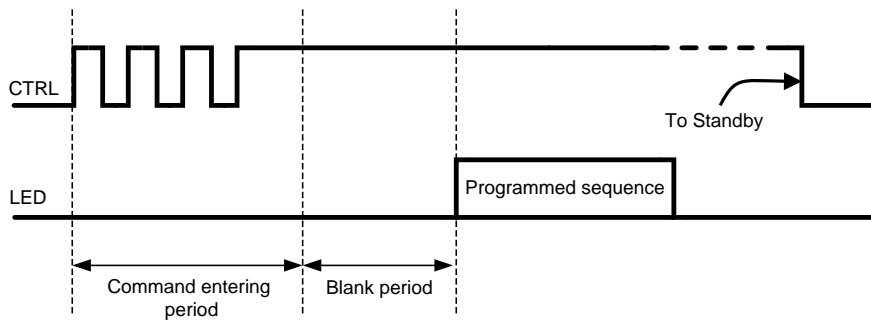 CTRL
To Standby
LED
Programmed sequence
Command entering
period
Blank period